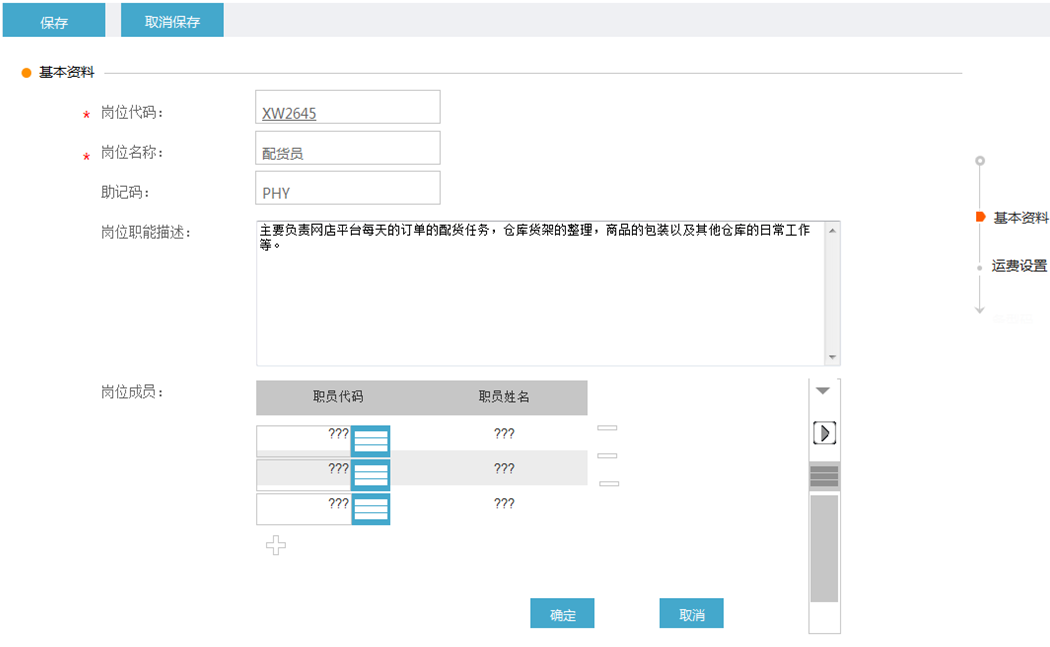 保存
取消保存
基本资料
* 岗位代码：
XW2645
* 岗位名称：
配货员
助记码：
PHY
岗位职能描述：
主要负责网店平台每天的订单的配货任务，仓库货架的整理，商品的包装以及其他仓库的日常工作
等。
基本资料
运费设置
岗位成员：
职员代码 职员姓名
??? ???
??? ???
??? ???
确定
取消